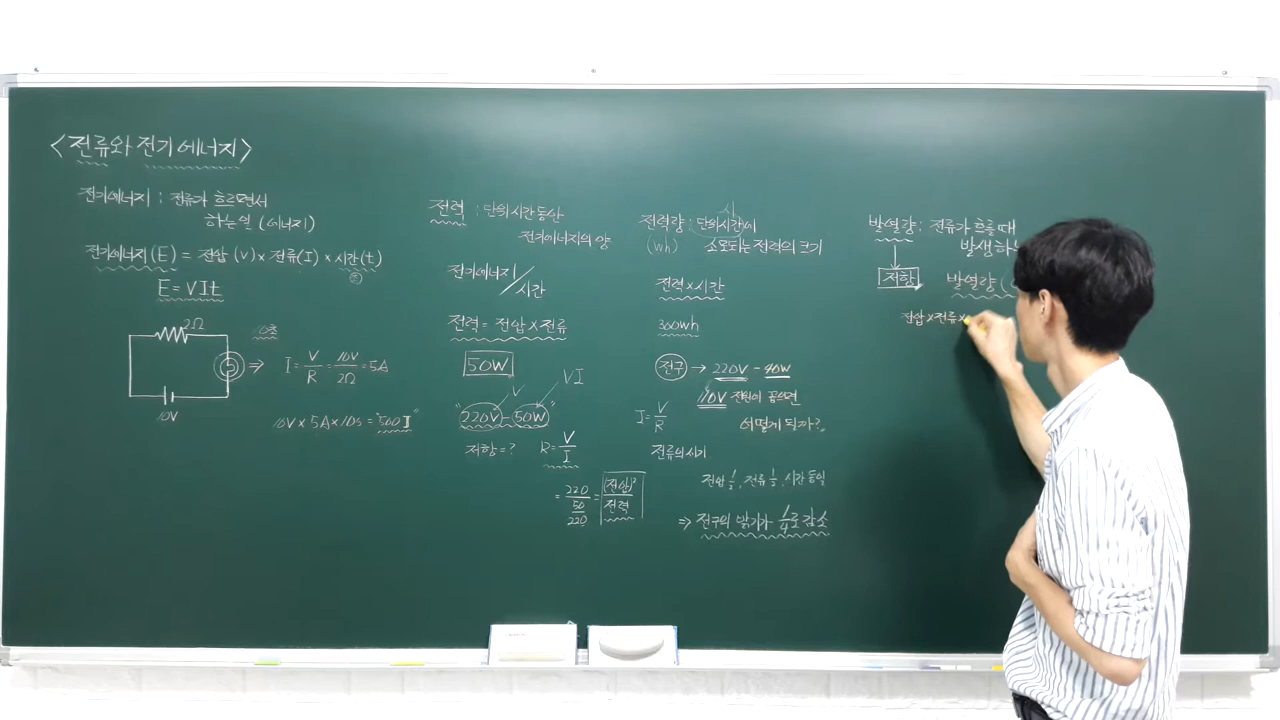 <전류와 전기에너지>
전기에너지 : 전류가 흐르면서
하는일 (에너지)
전기에너지(E) = 전압 (V) × 전류(I) × 시간(t)
E = VIt
2Ω
10초
10V
⇒ I = V/R = 10V/2Ω = 5A
10V × 5A × 10s = "500J"
전력 : 단위시간동안
전기에너지의 양
전기에너지/시간
전력 = 전압 × 전류
50W
V
VI
"220V-50W"
저항 = ? R = V/I
= 220/(50/220) = (전압)²/전력
시
전력량 : 단위시간에
(Wh) 소모되는 전력의 크기
전력 × 시간
300Wh
전구 → 220V - 40W
110V 전원에 꽂으면
어떻게 될까?
I = V/R
전류의 세기
전압 1/2, 전류 1/2, 시간 동일
⇒ 전구의 밝기가 1/4로 감소
발열량 : 전류가 흐를 때
발생하는
저항
발열량 (
전압×전류×